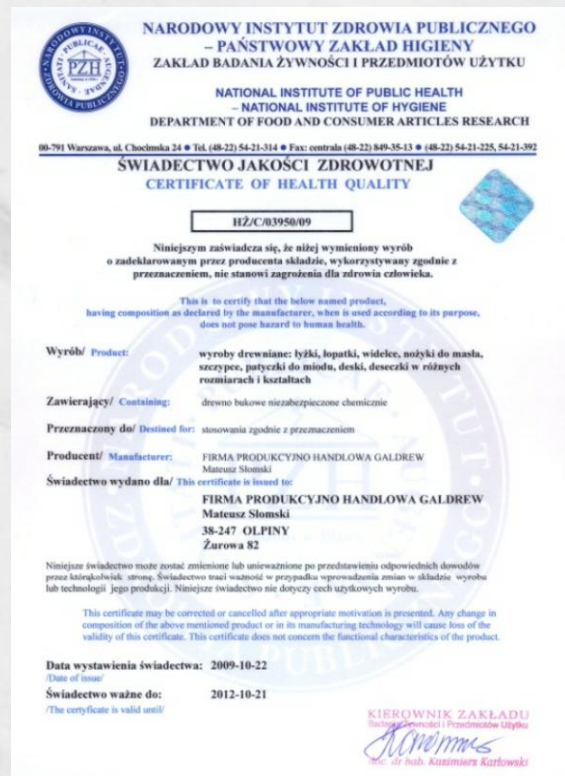 NARODOWY INSTYTUT ZDROWIA PUBLICZNEGO
– PAŃSTWOWY ZAKŁAD HIGIENY
ZAKŁAD BADANIA ŻYWNOŚCI I PRZEDMIOTÓW UŻYTKU
NATIONAL INSTITUTE OF PUBLIC HEALTH
– NATIONAL INSTITUTE OF HYGIENE
DEPARTMENT OF FOOD AND CONSUMER ARTICLES RESEARCH
PZH
00-791 Warszawa, ul. Chocimska 24 ● Tel. (48-22) 54-21-314 ● Fax: centrala (48-22) 849-35-13 ● (48-22) 54-21-225, 54-21-392
ŚWIADECTWO JAKOŚCI ZDROWOTNEJ
CERTIFICATE OF HEALTH QUALITY
HŻ/C/03950/09
Niniejszym zaświadcza się, że niżej wymieniony wyrób
o zadeklarowanym przez producenta składzie, wykorzystywany zgodnie z
przeznaczeniem, nie stanowi zagrożenia dla zdrowia człowieka.
This is to certify that the below named product,
having composition as declared by the manufacturer, when is used according to its purpose,
does not pose hazard to human health.
Wyrób/ Product: wyroby drewniane: łyżki, łopatki, widelce, nożyki do masła,
szczypce, patyczki do miodu, deski, deseczki w różnych
rozmiarach i kształtach
Zawierający/ Containing: drewno bukowe niezabezpieczone chemicznie
Przeznaczony do/ Destined for: stosowania zgodnie z przeznaczeniem
Producent/ Manufacturer: FIRMA PRODUKCYJNO HANDLOWA GALDREW
Mateusz Słomski
Świadectwo wydano dla/ This certificate is issued to:
FIRMA PRODUKCYJNO HANDLOWA GALDREW
Mateusz Słomski
38-247 OLPINY
Żurowa 82
Niniejsze świadectwo może zostać zmienione lub unieważnione po przedstawieniu odpowiednich dowodów
przez którąkolwiek stronę. Świadectwo traci ważność w przypadku wprowadzenia zmian w składzie wyrobu
lub technologii jego produkcji. Niniejsze świadectwo nie dotyczy cech użytkowych wyrobu.
This certificate may be corrected or cancelled after appropriate motivation is presented. Any change in
composition of the above mentioned product or in its manufacturing technology will cause loss of the
validity of this certificate. This certificate does not concern the functional characteristics of the product.
Data wystawienia świadectwa: 2009-10-22
/Date of issue/
Świadectwo ważne do: 2012-10-21
/The certyficate is valid until/
KIEROWNIK ZAKŁADU
Badania Żywności i Przedmiotów Użytku
doc. dr hab. Kazimierz Karłowski